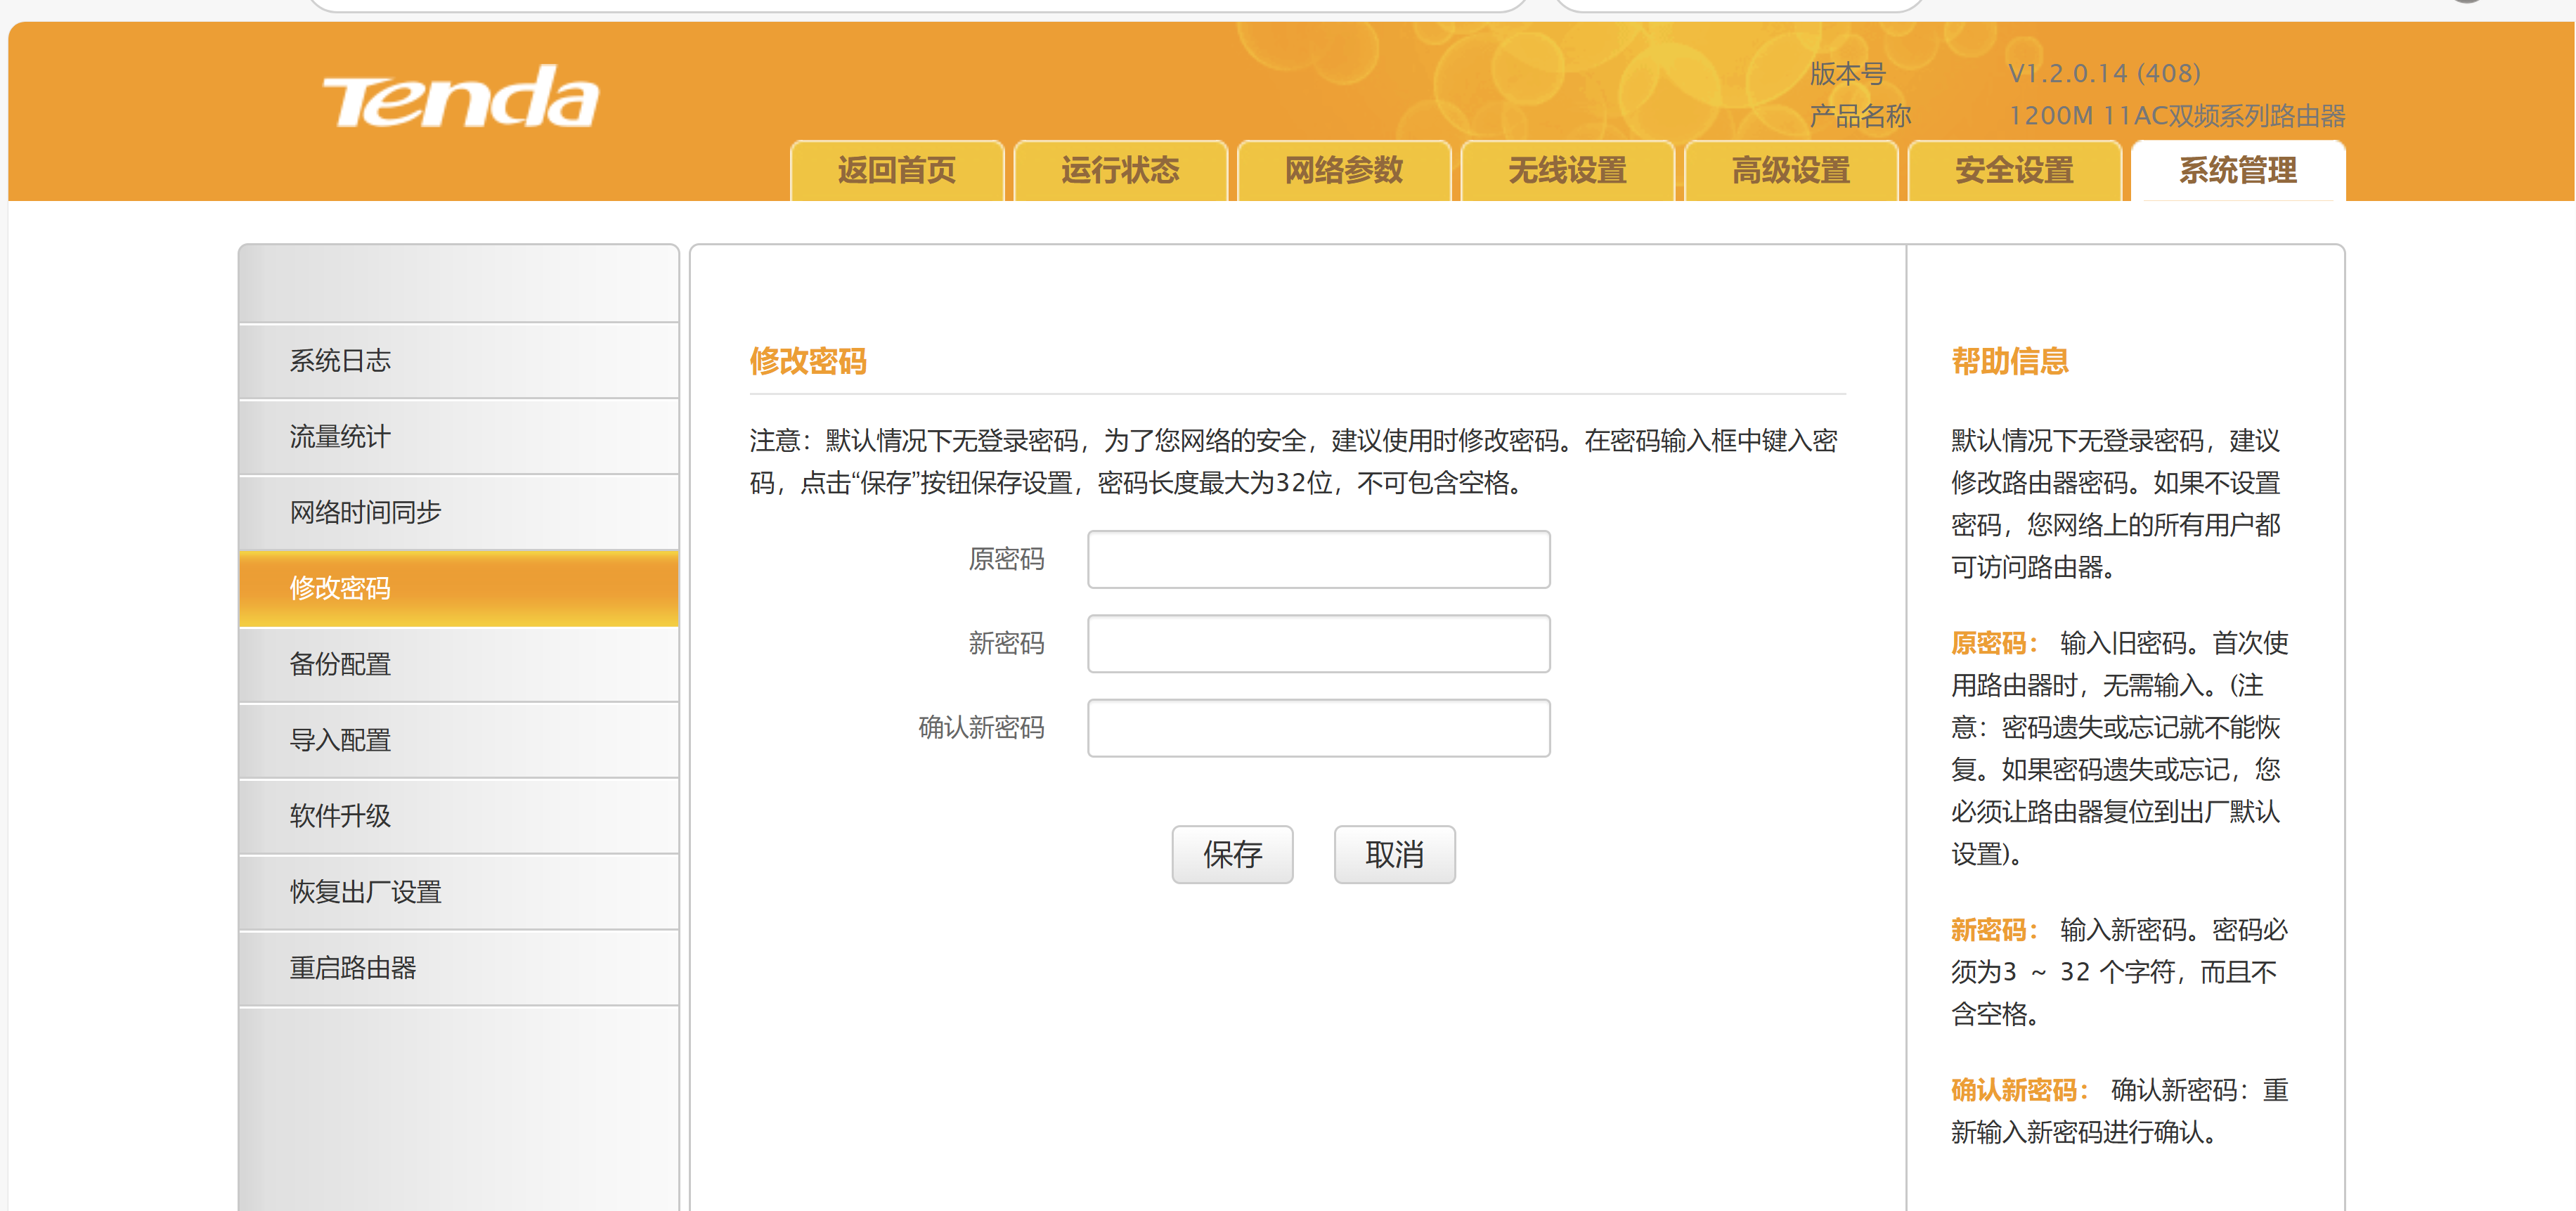 Tenda
版本号 V1.2.0.14 (408)
产品名称 1200M 11AC双频系列路由器
返回首页 运行状态 网络参数 无线设置 高级设置 安全设置 系统管理
系统日志
流量统计
网络时间同步
修改密码
备份配置
导入配置
软件升级
恢复出厂设置
重启路由器
修改密码
注意：默认情况下无登录密码，为了您网络的安全，建议使用时修改密码。在密码输入框中键入密
码，点击“保存”按钮保存设置，密码长度最大为32位，不可包含空格。
原密码
新密码
确认新密码
保存 取消
帮助信息
默认情况下无登录密码，建议
修改路由器密码。如果不设置
密码，您网络上的所有用户都
可访问路由器。
原密码： 输入旧密码。首次使
用路由器时，无需输入。(注
意：密码遗失或忘记就不能恢
复。如果密码遗失或忘记，您
必须让路由器复位到出厂默认
设置)。
新密码： 输入新密码。密码必
须为3 ~ 32 个字符，而且不
含空格。
确认新密码： 确认新密码：重
新输入新密码进行确认。